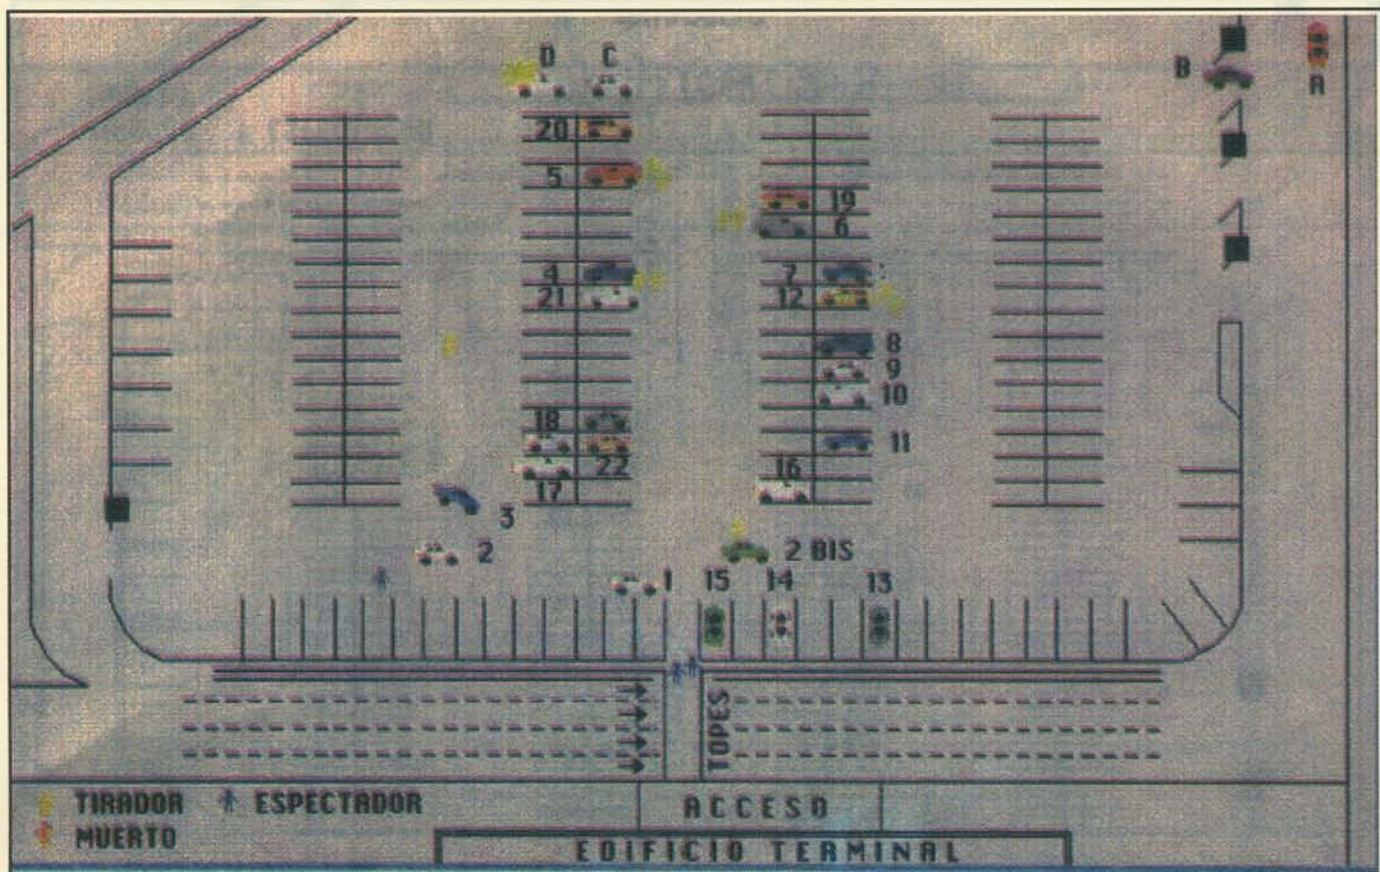 D C
B
A
20
5
19
6
4
7
21
12
8
9
10
18
11
22
16
17
3
2
2 BIS
1
15
14
13
TOPES
TIRADOR
ESPECTADOR
MUERTO
ACCESO
EDIFICIO TERMINAL